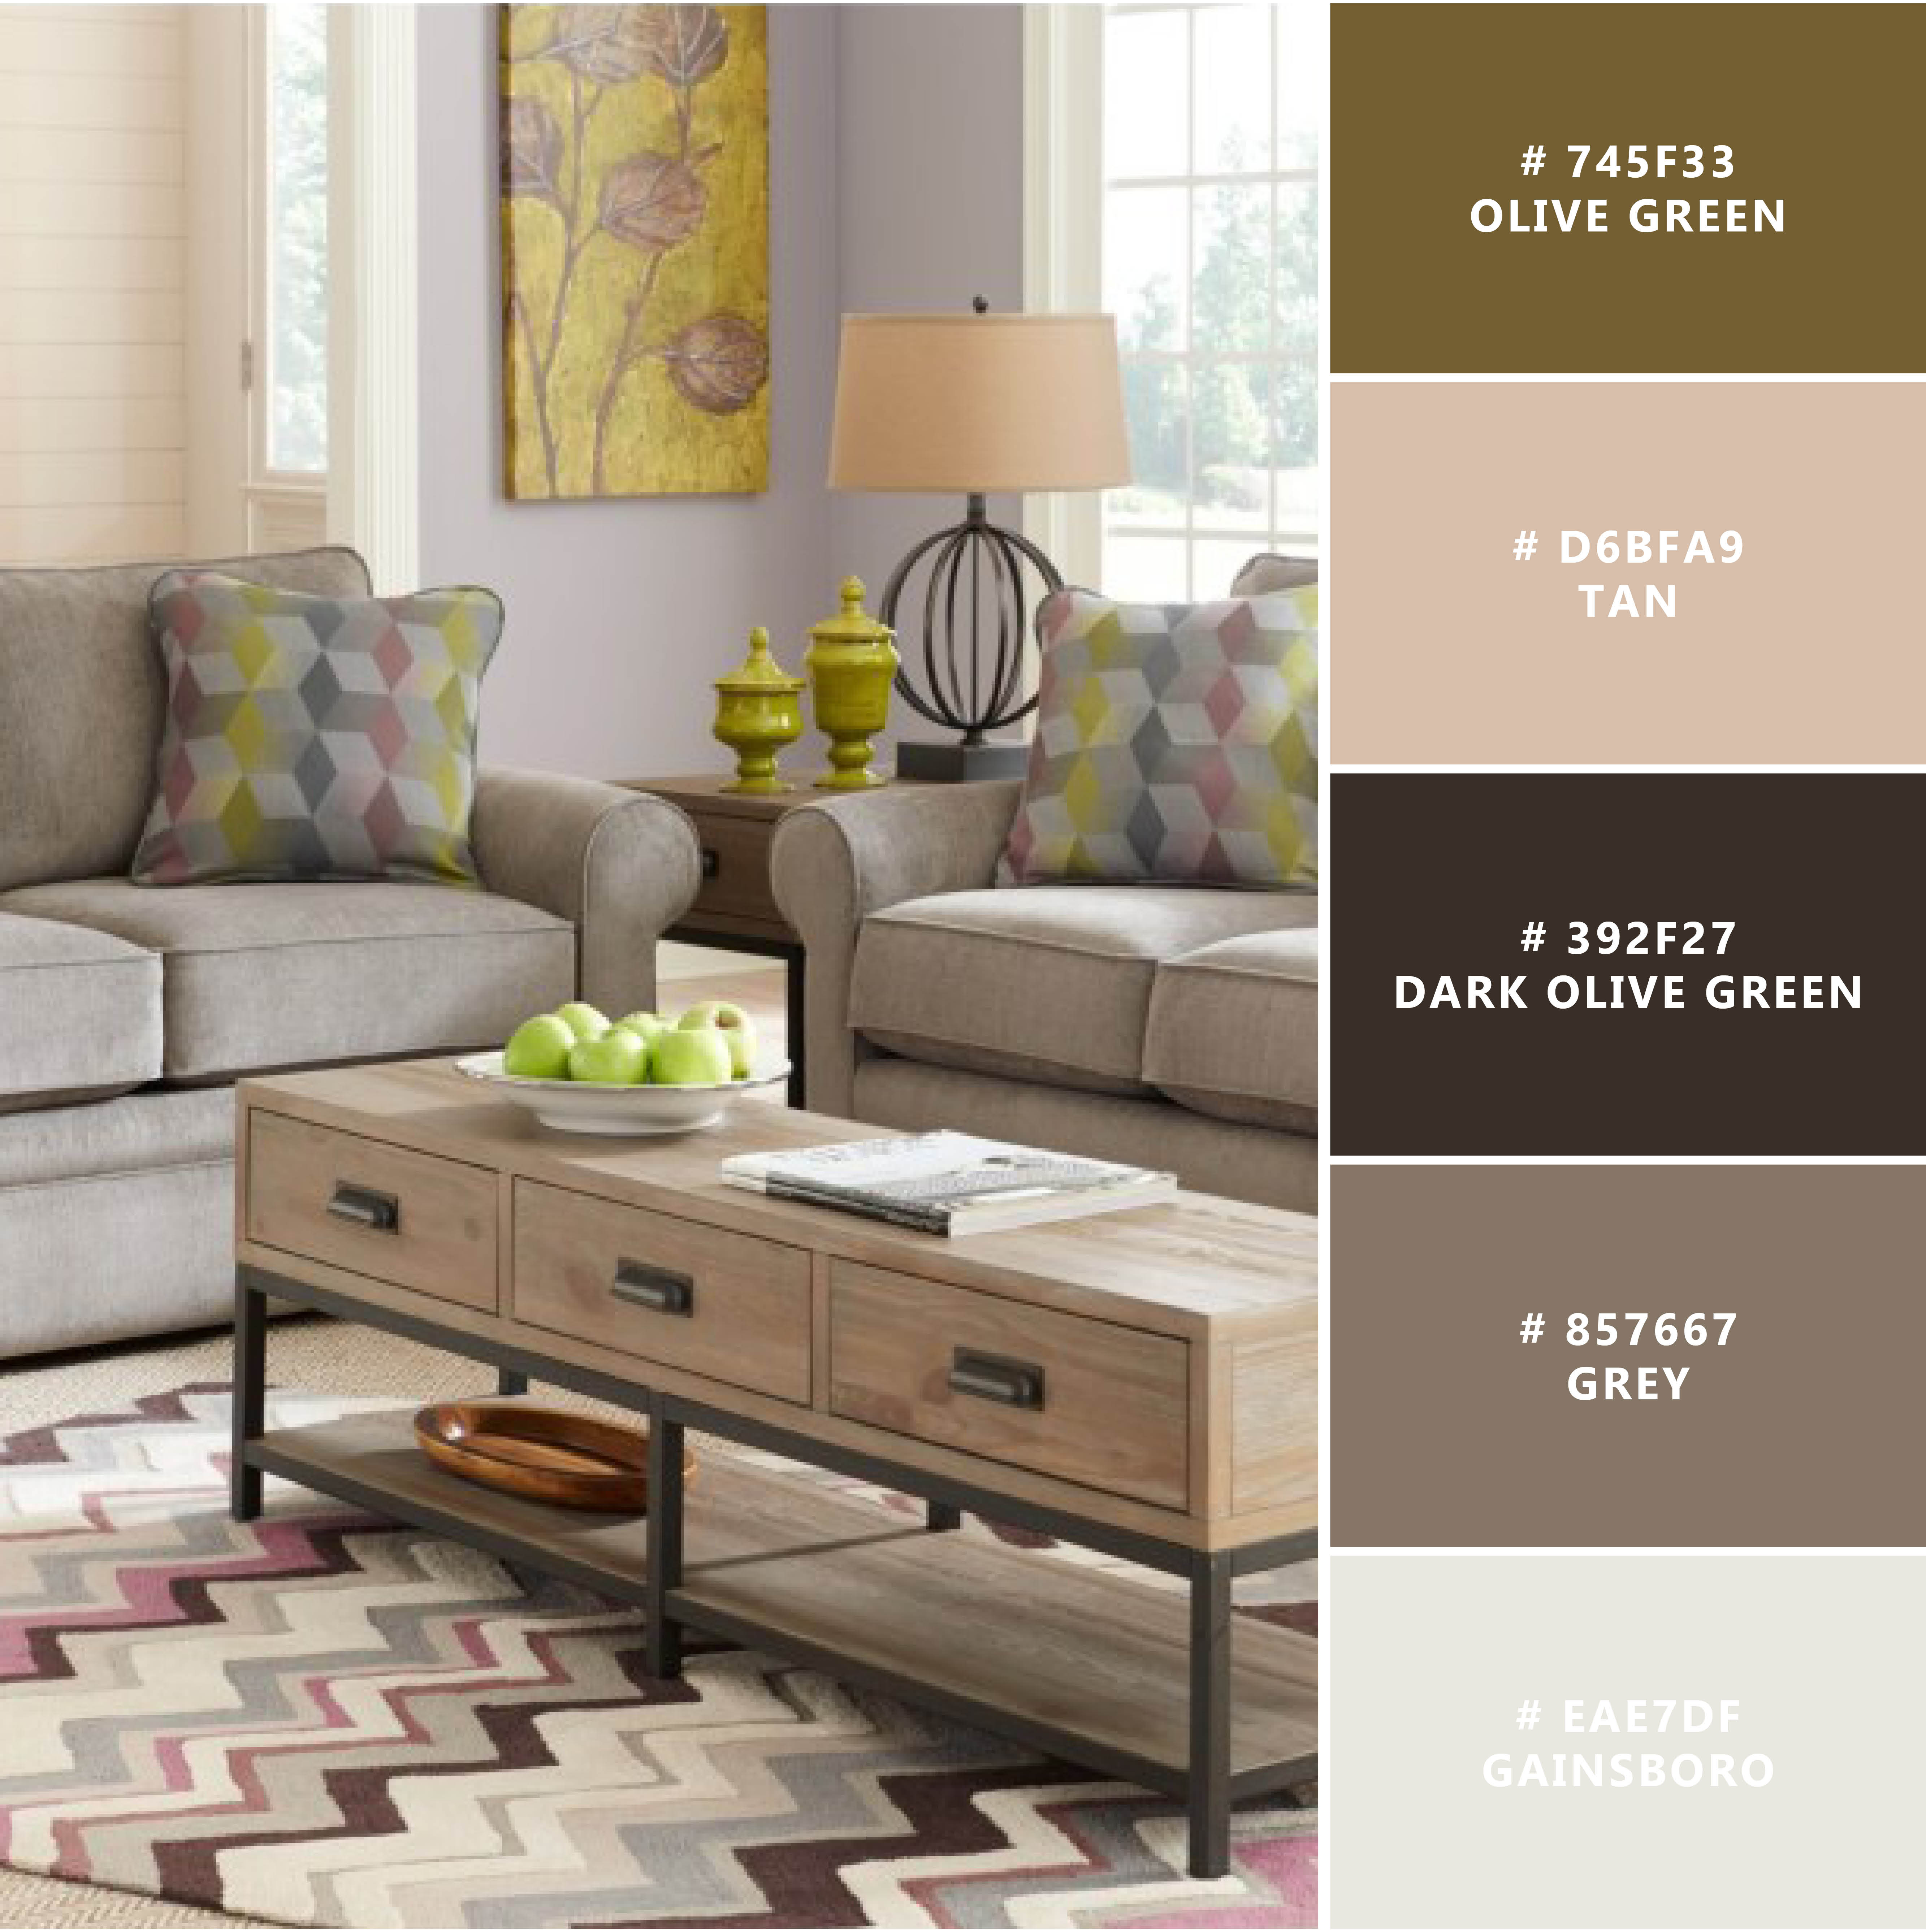 # 745F33
OLIVE GREEN
# D6BFA9
TAN
# 392F27
DARK OLIVE GREEN
# 857667
GREY
# EAE7DF
GAINSBORO